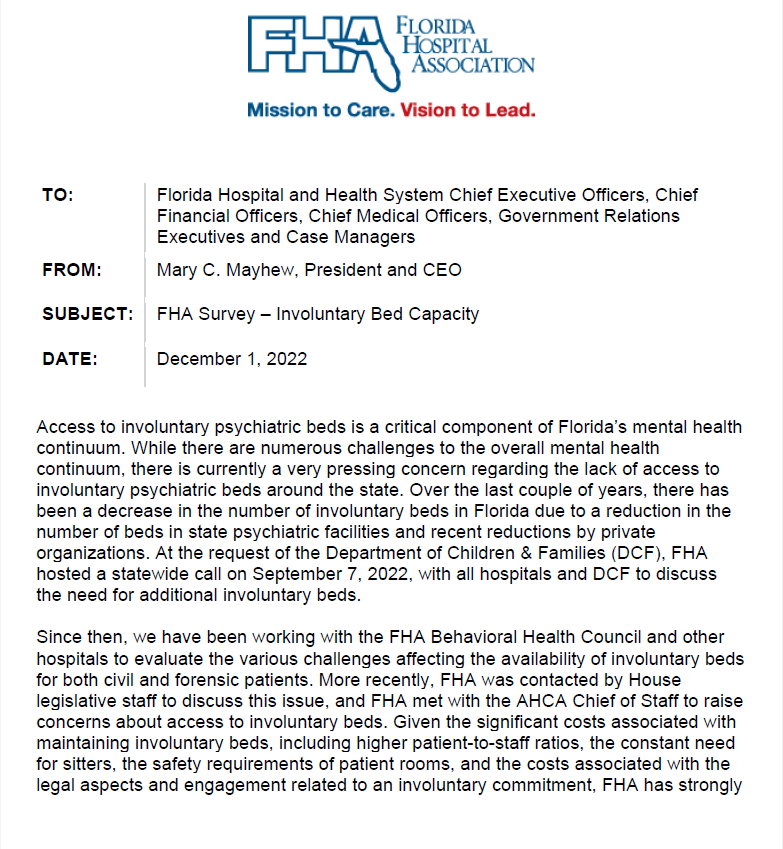 FHA
FLORIDA
HOSPITAL
ASSOCIATION
Mission to Care. Vision to Lead.
TO: Florida Hospital and Health System Chief Executive Officers, Chief
Financial Officers, Chief Medical Officers, Government Relations
Executives and Case Managers
FROM: Mary C. Mayhew, President and CEO
SUBJECT: FHA Survey – Involuntary Bed Capacity
DATE: December 1, 2022
Access to involuntary psychiatric beds is a critical component of Florida’s mental health
continuum. While there are numerous challenges to the overall mental health
continuum, there is currently a very pressing concern regarding the lack of access to
involuntary psychiatric beds around the state. Over the last couple of years, there has
been a decrease in the number of involuntary beds in Florida due to a reduction in the
number of beds in state psychiatric facilities and recent reductions by private
organizations. At the request of the Department of Children & Families (DCF), FHA
hosted a statewide call on September 7, 2022, with all hospitals and DCF to discuss
the need for additional involuntary beds.
Since then, we have been working with the FHA Behavioral Health Council and other
hospitals to evaluate the various challenges affecting the availability of involuntary beds
for both civil and forensic patients. More recently, FHA was contacted by House
legislative staff to discuss this issue, and FHA met with the AHCA Chief of Staff to raise
concerns about access to involuntary beds. Given the significant costs associated with
maintaining involuntary beds, including higher patient-to-staff ratios, the constant need
for sitters, the safety requirements of patient rooms, and the costs associated with the
legal aspects and engagement related to an involuntary commitment, FHA has strongly